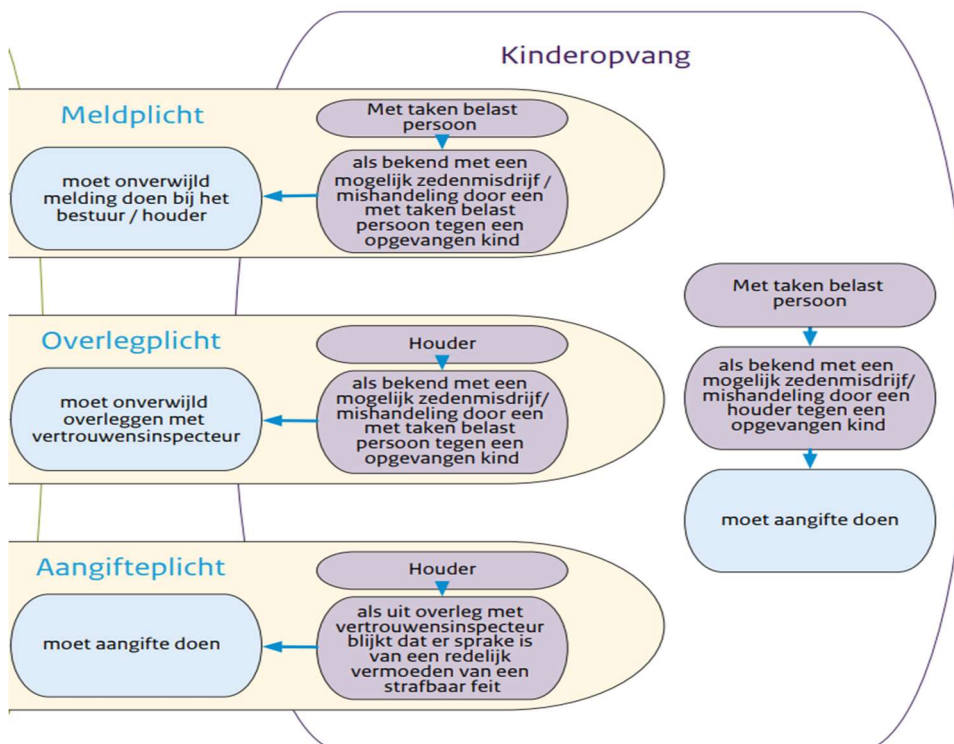 Kinderopvang
Meldplicht
Met taken belast
persoon
als bekend met een
mogelijk zedenmisdrijf /
mishandeling door een
met taken belast
persoon tegen een
opgevangen kind
moet onverwijld
melding doen bij het
bestuur / houder
Overlegplicht
Houder
als bekend met een
mogelijk zedenmisdrijf/
mishandeling door een
met taken belast
persoon tegen een
opgevangen kind
moet onverwijld
overleggen met
vertrouwensinspecteur
Aangifteplicht
Houder
als uit overleg met
vertrouwensinspecteur
blijkt dat er sprake is
van een redelijk
vermoeden van een
strafbaar feit
moet aangifte doen
Met taken belast
persoon
als bekend met een
mogelijk zedenmisdrijf/
mishandeling door een
houder tegen een
opgevangen kind
moet aangifte doen